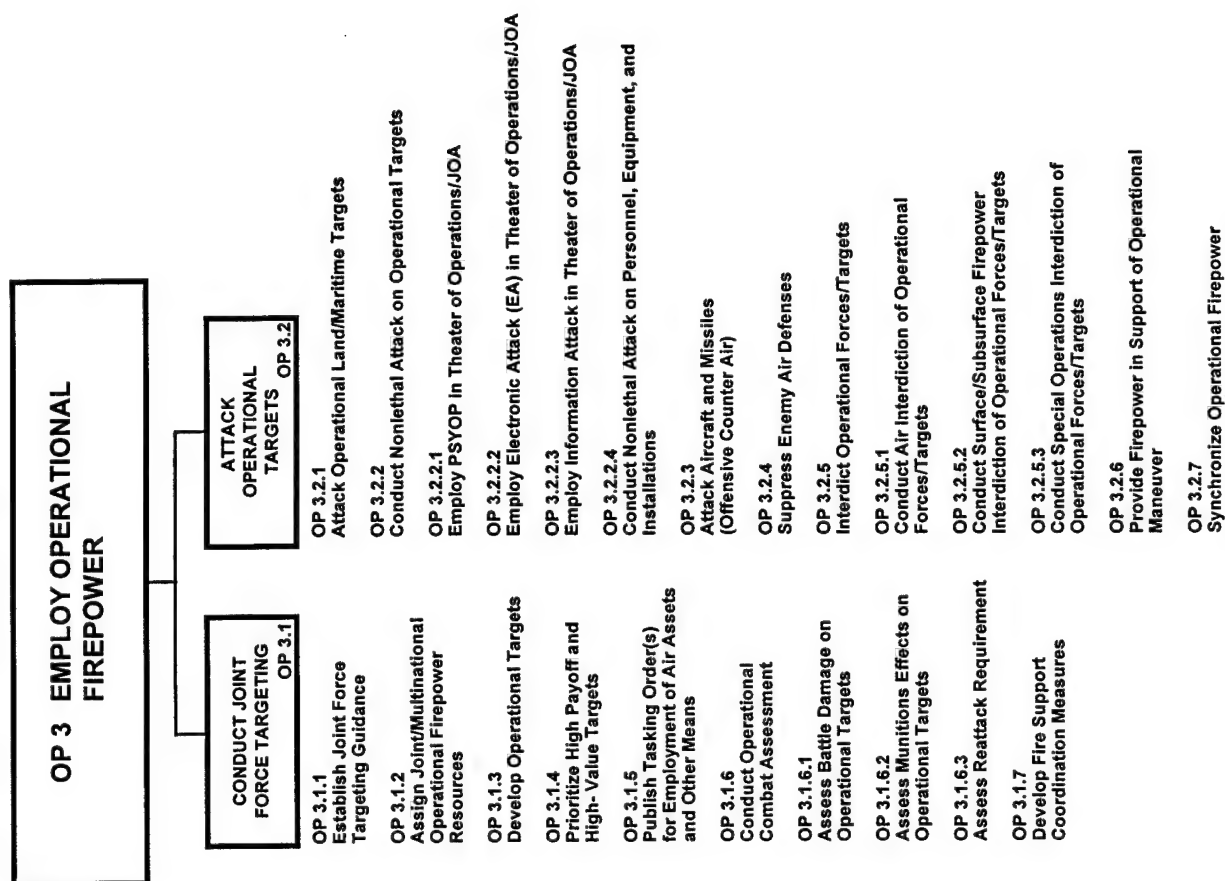 OP 3 EMPLOY OPERATIONAL
FIREPOWER
CONDUCT JOINT
FORCE TARGETING
OP 3.1
OP 3.1.1
Establish Joint Force
Targeting Guidance
OP 3.1.2
Assign Joint/Multinational
Operational Firepower
Resources
OP 3.1.3
Develop Operational Targets
OP 3.1.4
Prioritize High Payoff and
High- Value Targets
OP 3.1.5
Publish Tasking Order(s)
for Employment of Air Assets
and Other Means
OP 3.1.6
Conduct Operational
Combat Assessment
OP 3.1.6.1
Assess Battle Damage on
Operational Targets
OP 3.1.6.2
Assess Munitions Effects on
Operational Targets
OP 3.1.6.3
Assess Reattack Requirement
OP 3.1.7
Develop Fire Support
Coordination Measures
ATTACK
OPERATIONAL
TARGETS
OP 3.2
OP 3.2.1
Attack Operational Land/Maritime Targets
OP 3.2.2
Conduct Nonlethal Attack on Operational Targets
OP 3.2.2.1
Employ PSYOP in Theater of Operations/JOA
OP 3.2.2.2
Employ Electronic Attack (EA) in Theater of Operations/JOA
OP 3.2.2.3
Employ Information Attack in Theater of Operations/JOA
OP 3.2.2.4
Conduct Nonlethal Attack on Personnel, Equipment, and
Installations
OP 3.2.3
Attack Aircraft and Missiles
(Offensive Counter Air)
OP 3.2.4
Suppress Enemy Air Defenses
OP 3.2.5
Interdict Operational Forces/Targets
OP 3.2.5.1
Conduct Air Interdiction of Operational
Forces/Targets
OP 3.2.5.2
Conduct Surface/Subsurface Firepower
Interdiction of Operational Forces/Targets
OP 3.2.5.3
Conduct Special Operations Interdiction of
Operational Forces/Targets
OP 3.2.6
Provide Firepower in Support of Operational
Maneuver
OP 3.2.7
Synchronize Operational Firepower